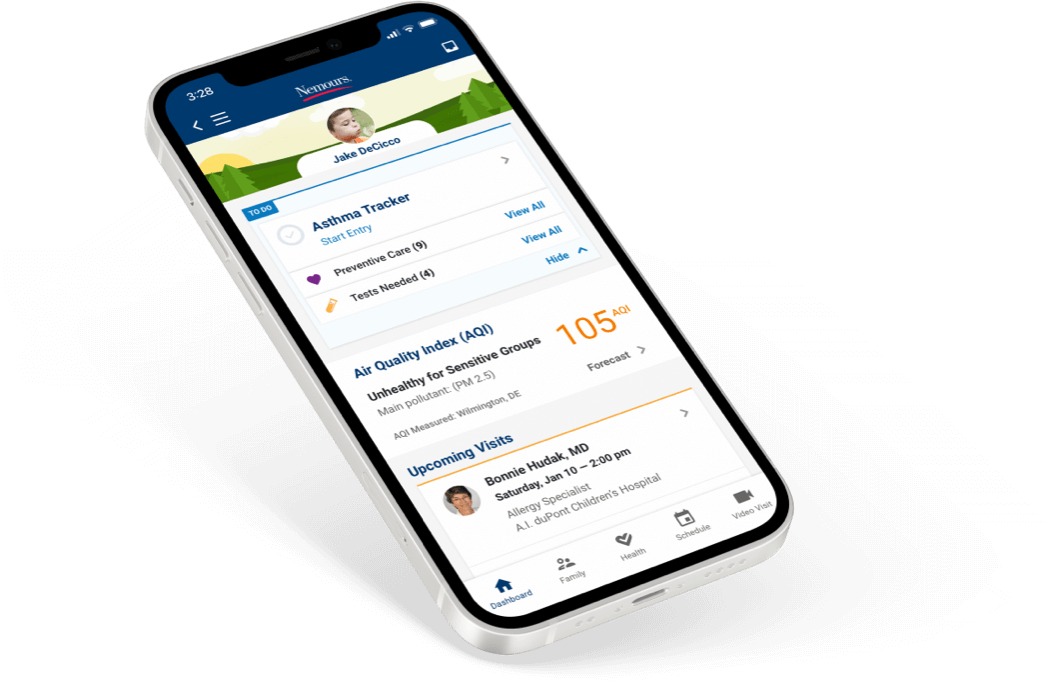 3:28
Nemours.
Jake DeCicco
TO DO
Asthma Tracker
Start Entry
Preventive Care (9)
View All
Tests Needed (4)
View All
Hide
Air Quality Index (AQI)
105 AQI
Unhealthy for Sensitive Groups
Main pollutant: (PM 2.5)
Forecast
AQI Measured: Wilmington, DE
Upcoming Visits
Bonnie Hudak, MD
Saturday, Jan 10 — 2:00 pm
Allergy Specialist
A.I. duPont Children's Hospital
Dashboard
Family
Health
Schedule
Video Visit